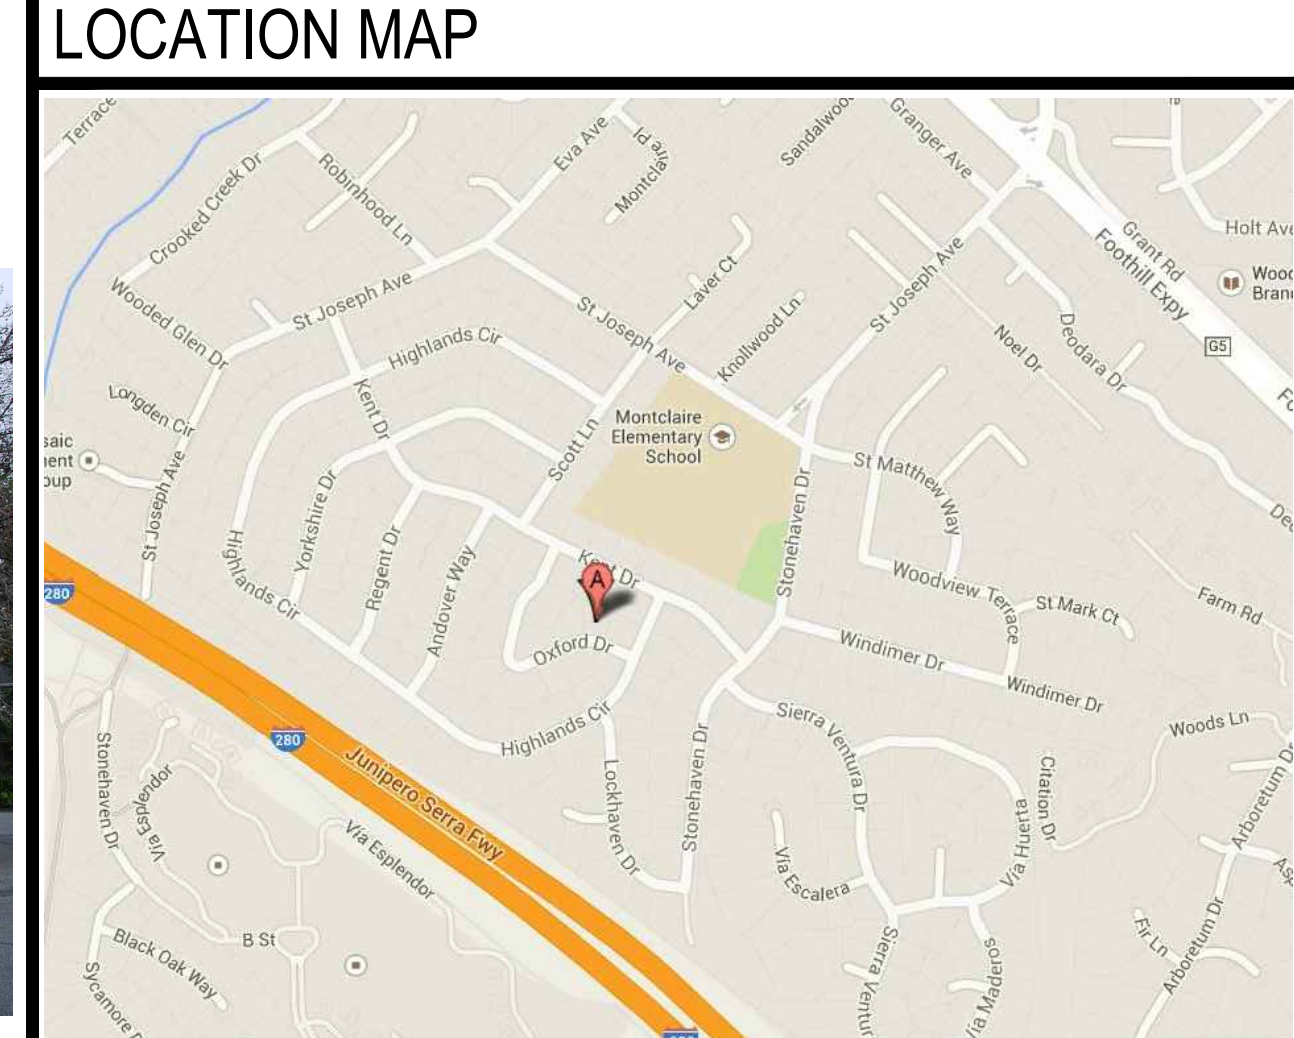 LOCATION MAP
Terrace
Crooked Creek Dr
Robinhood Ln
Eva Ave
Montclaire Pl
Granger Ave
Grant Rd
Foothill Expy
Holt Ave
G5
Wooded Glen Dr
St Joseph Ave
Highlands Cir
St Joseph Ave
Laver Ct
Knollwood Ln
St Joseph Ave
Noel Dr
Deodara Dr
Longden Cir
Kent Dr
Scott Ln
Montclaire
Elementary
School
St Joseph Ave
Yorkshire Dr
Regent Dr
Andover Way
Highlands Cir
Stonehaven Dr
St Matthew Way
Woodview Terrace
St Mark Ct
Farm Rd
Kent Dr
A
Oxford Dr
Windimer Dr
Windimer Dr
280
280
Junipero Serra Fwy
Highlands Cir
Lockhaven Dr
Stonehaven Dr
Sierra Ventura Dr
Citation Dr
Woods Ln
Arboretum Dr
Stonehaven Dr
Via Esplendor
Via Esplendor
Via Escalera
Via Huerta
B St
Black Oak Way
Fir Ln
Arboretum Dr
Via Maderos